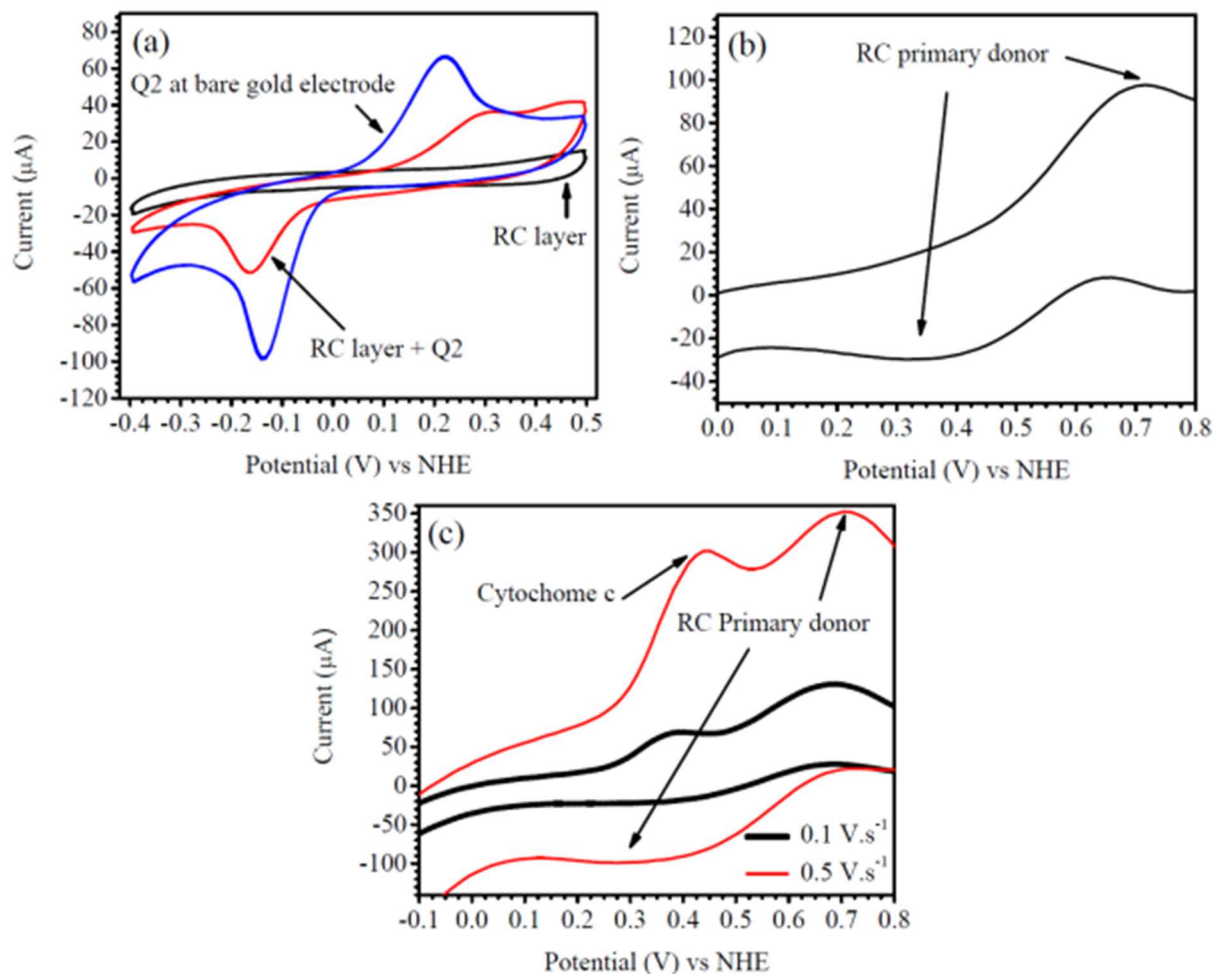 (a)
Q2 at bare gold electrode
RC layer
RC layer + Q2
Current (µA)
80
60
40
20
0
-20
-40
-60
-80
-100
-120
-0.4 -0.3 -0.2 -0.1 0.0 0.1 0.2 0.3 0.4 0.5
Potential (V) vs NHE
(b)
RC primary donor
Current (µA)
120
100
80
60
40
20
0
-20
-40
0.0 0.1 0.2 0.3 0.4 0.5 0.6 0.7 0.8
Potential (V) vs NHE
(c)
Cytochome c
RC Primary donor
0.1 V.s-1
0.5 V.s-1
Current (µA)
350
300
250
200
150
100
50
0
-50
-100
-0.1 0.0 0.1 0.2 0.3 0.4 0.5 0.6 0.7 0.8
Potential (V) vs NHE